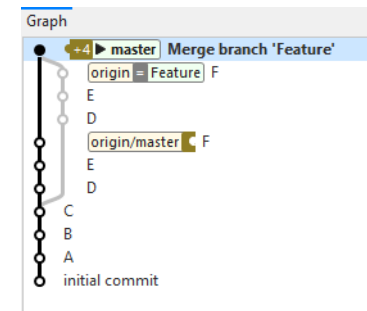 Graph
+4 master Merge branch 'Feature'
origin = Feature F
E
D
origin/master F
E
D
C
B
A
initial commit